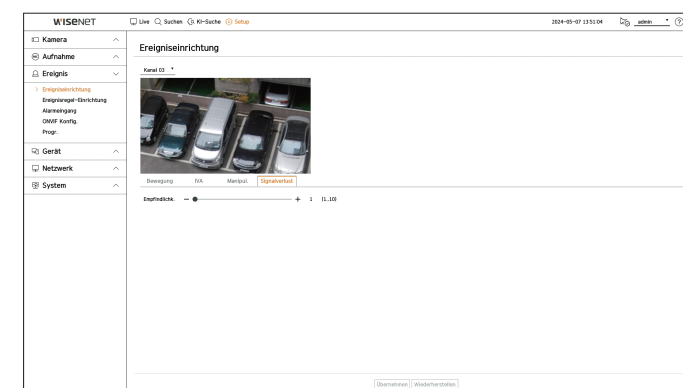 WISENET
Live Suchen KI-Suche Setup
2024-05-07 13:51:04 admin ?
Kamera
Aufnahme
Ereignis
Ereigniseinrichtung
Ereignisregel-Einrichtung
Alarmeingang
ONVIF Konfig.
Progr.
Gerät
Netzwerk
System
Ereigniseinrichtung
Kanal 03
Bewegung IVA Manipul. Signalverlust
Empfindlichk. 1 (1..10)
Übernehmen Wiederherstellen